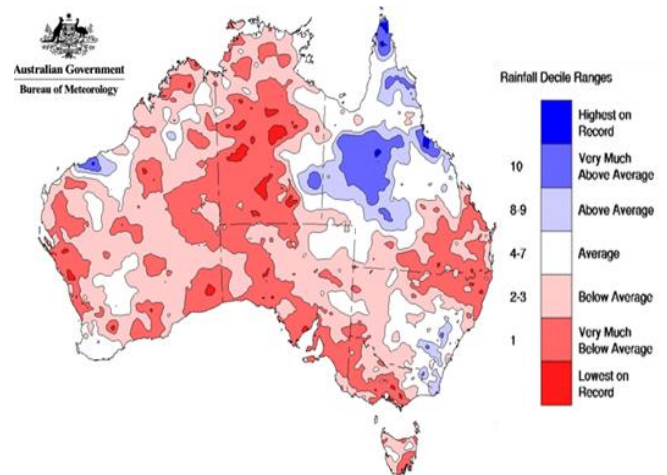 Australian Government
Bureau of Meteorology
Rainfall Decile Ranges
Highest on
Record
10
Very Much
Above Average
8-9
Above Average
4-7
Average
2-3
Below Average
1
Very Much
Below Average
Lowest on
Record